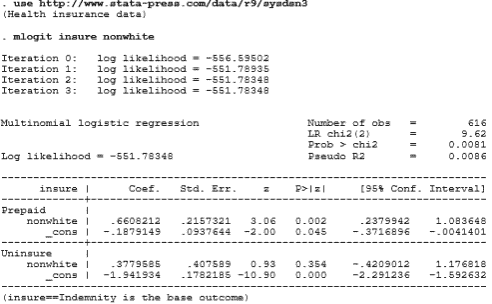 . use http://www.stata-press.com/data/r9/sysdsn3
(Health insurance data)
. mlogit insure nonwhite
Iteration 0:   log likelihood = -556.59502
Iteration 1:   log likelihood = -551.78935
Iteration 2:   log likelihood = -551.78348
Iteration 3:   log likelihood = -551.78348
Multinomial logistic regression                   Number of obs   =        616
                                                  LR chi2(2)      =       9.62
                                                  Prob > chi2     =     0.0081
Log likelihood = -551.78348                       Pseudo R2       =     0.0086
------------------------------------------------------------------------------
      insure |      Coef.   Std. Err.      z    P>|z|     [95% Conf. Interval]
-------------+----------------------------------------------------------------
Prepaid      |
    nonwhite |   .6608212   .2157321     3.06   0.002     .2379942    1.083648
       _cons |  -.1879149   .0937644    -2.00   0.045    -.3716896   -.0041401
-------------+----------------------------------------------------------------
Uninsure     |
    nonwhite |   .3779585    .407589     0.93   0.354    -.4209012    1.176818
       _cons |  -1.941934   .1782185   -10.90   0.000    -2.291236   -1.592632
------------------------------------------------------------------------------
(insure==Indemnity is the base outcome)